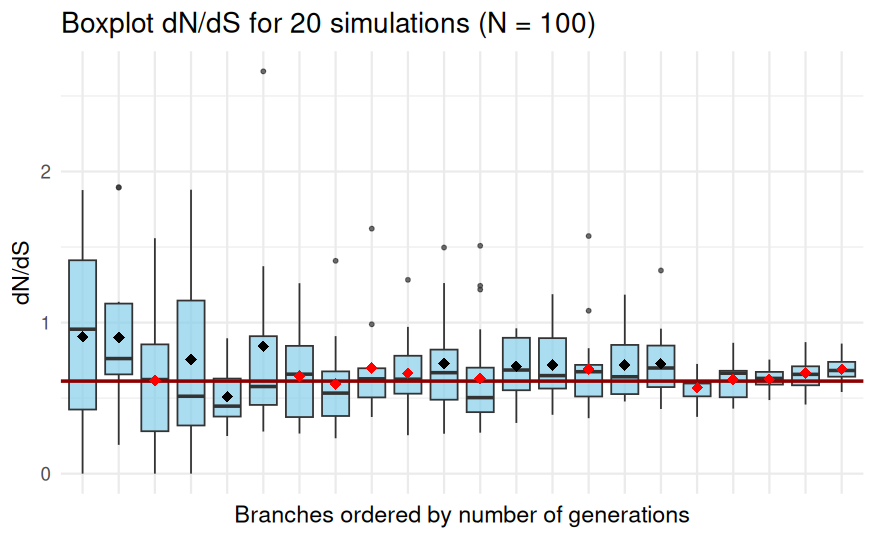 Boxplot dN/dS for 20 simulations (N = 100)
dN/dS
2
1
0
Branches ordered by number of generations